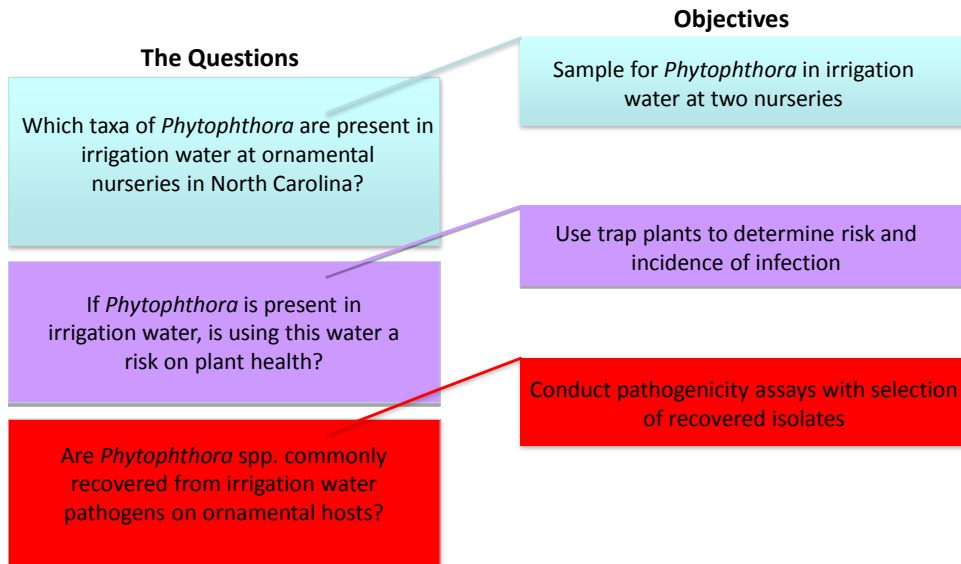 The Questions
Which taxa of Phytophthora are present in
irrigation water at ornamental
nurseries in North Carolina?
If Phytophthora is present in
irrigation water, is using this water a
risk on plant health?
Are Phytophthora spp. commonly
recovered from irrigation water
pathogens on ornamental hosts?
Objectives
Sample for Phytophthora in irrigation
water at two nurseries
Use trap plants to determine risk and
incidence of infection
Conduct pathogenicity assays with selection
of recovered isolates